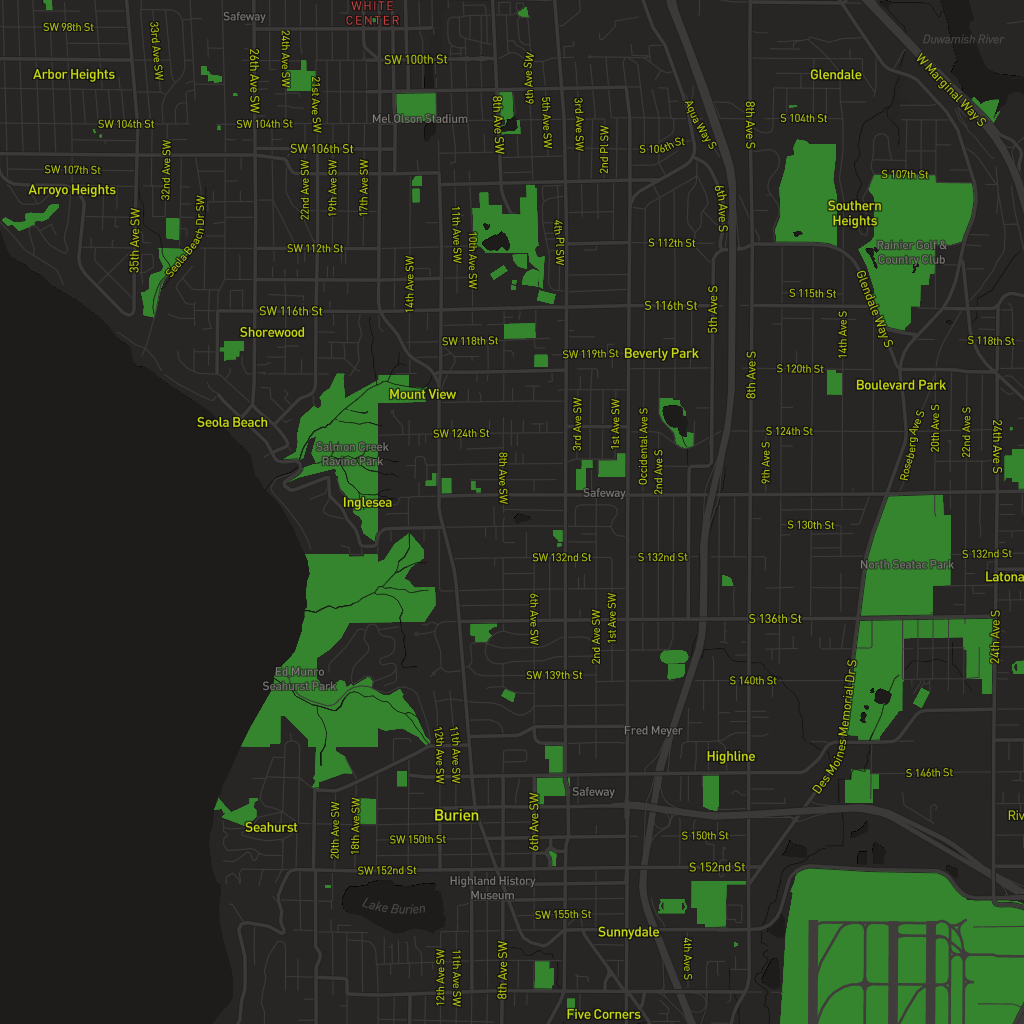 WHITE
CENTER
Safeway
SW 98th St
33rd Ave SW
24th Ave SW
26th Ave SW
21st Ave SW
Arbor Heights
SW 100th St
Glendale
Duwamish River
W Marginal Way S
Mel Olson Stadium
8th Ave SW
5th Ave SW
3rd Ave SW
2nd Pl SW
Aqua Way S
8th Ave S
S 104th St
SW 104th St
SW 104th St
SW 106th St
S 106th St
SW 107th St
32nd Ave SW
22nd Ave SW
19th Ave SW
17th Ave SW
S 107th St
Arroyo Heights
6th Ave S
Southern
Heights
35th Ave SW
Seola Beach Dr SW
11th Ave SW
10th Ave SW
4th Pl SW
SW 112th St
S 112th St
Rainier Golf &
Country Club
14th Ave SW
5th Ave S
S 115th St
Glendale Way S
SW 116th St
S 116th St
Shorewood
SW 118th St
SW 119th St
Beverly Park
14th Ave S
S 118th St
8th Ave S
S 120th St
Boulevard Park
Mount View
Seola Beach
SW 124th St
3rd Ave SW
1st Ave SW
Occidental Ave S
2nd Ave S
S 124th St
9th Ave S
Roseberg Ave S
20th Ave S
22nd Ave S
24th Ave S
Salmon Creek
Ravine Park
8th Ave SW
Safeway
Inglesea
S 130th St
SW 132nd St
S 132nd St
North Seatac Park
S 132nd St
Latona
6th Ave SW
2nd Ave SW
1st Ave SW
S 136th St
24th Ave S
Ed Munro
Seahurst Park
SW 139th St
S 140th St
Des Moines Memorial Dr S
12th Ave SW
11th Ave SW
Fred Meyer
Highline
S 146th St
Safeway
Seahurst
20th Ave SW
18th Ave SW
Burien
6th Ave SW
Riv
SW 150th St
S 150th St
SW 152nd St
S 152nd St
Highland History
Museum
Lake Burien
SW 155th St
Sunnydale
12th Ave SW
11th Ave SW
8th Ave SW
4th Ave S
Five Corners